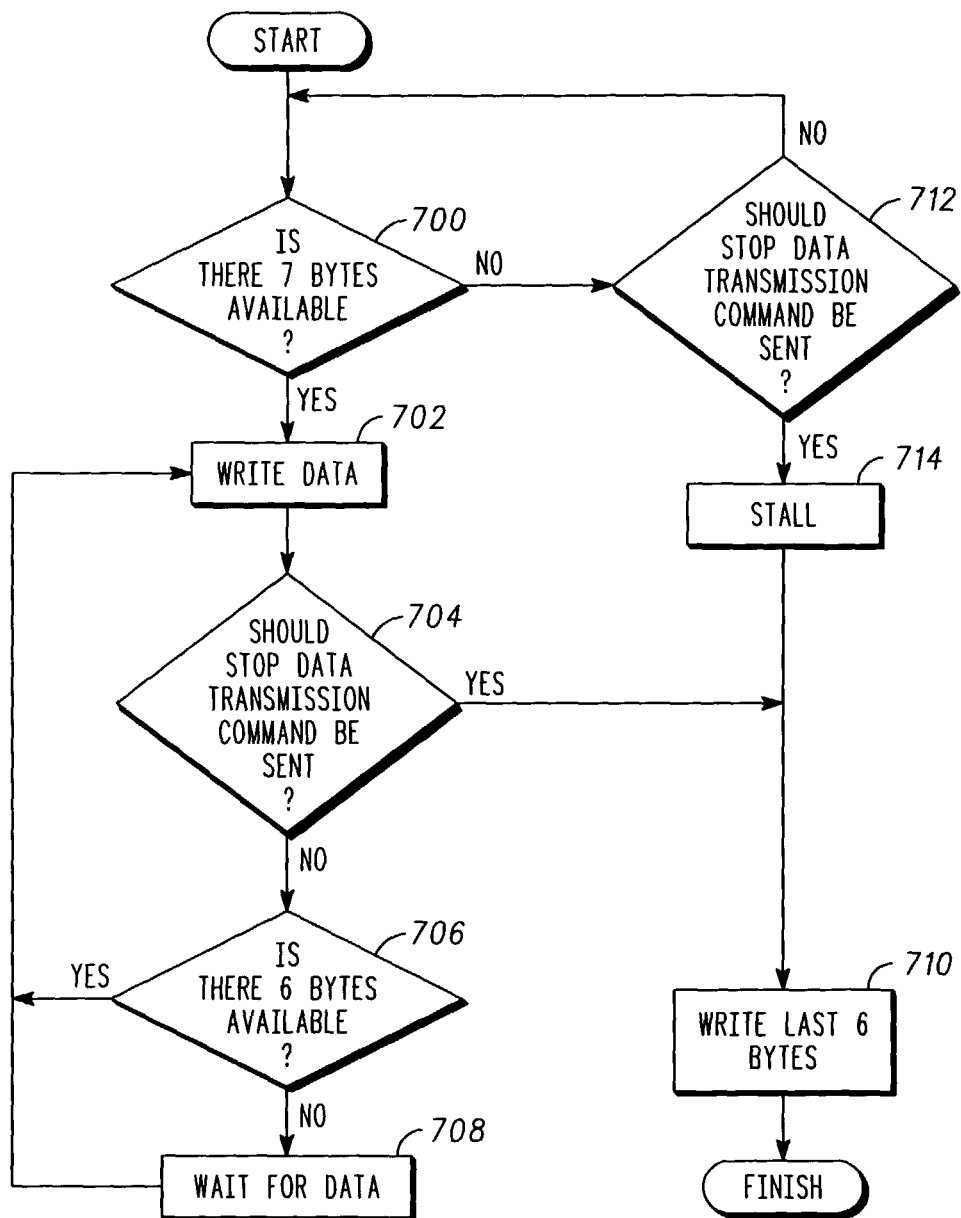 START
NO
700
IS
THERE 7 BYTES
AVAILABLE
?
NO
712
SHOULD
STOP DATA
TRANSMISSION
COMMAND BE
SENT
?
YES
702
WRITE DATA
YES
714
STALL
704
SHOULD
STOP DATA
TRANSMISSION
COMMAND BE
SENT
?
YES
NO
706
IS
THERE 6 BYTES
AVAILABLE
?
YES
710
WRITE LAST 6
BYTES
NO
708
WAIT FOR DATA
FINISH